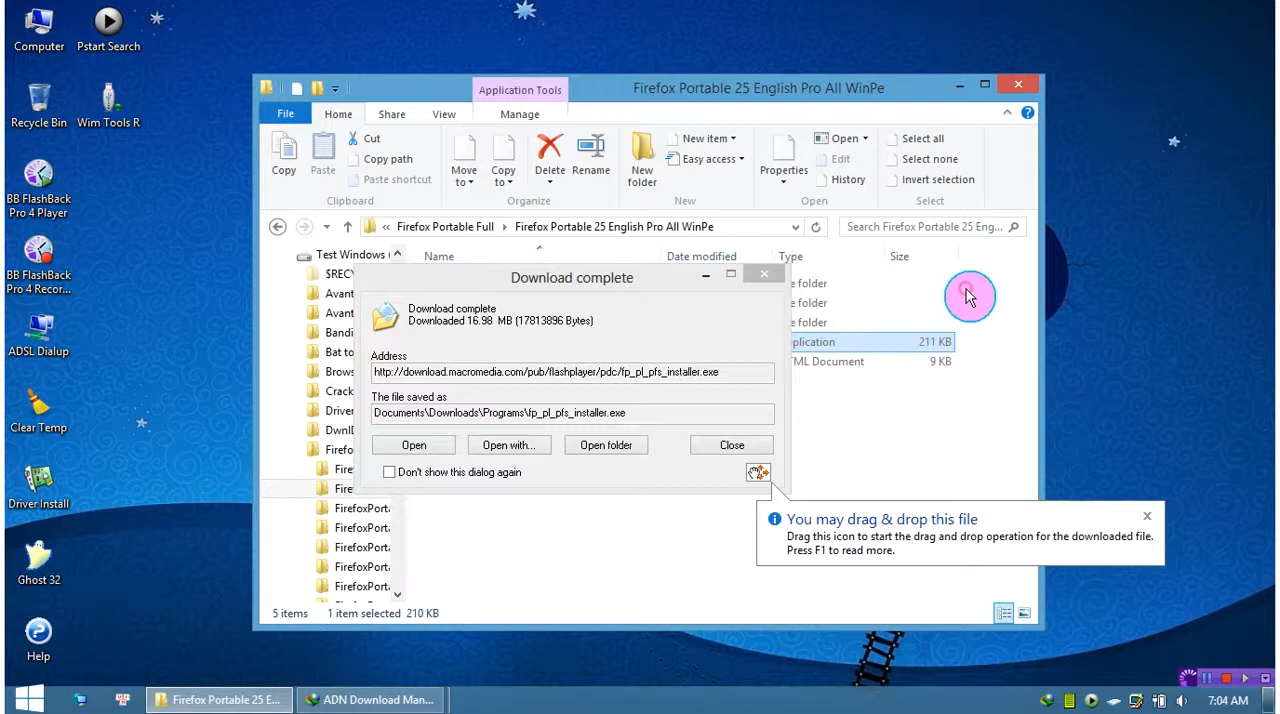 Computer
Pstart Search
Recycle Bin
Wim Tools R
BB FlashBack
Pro 4 Player
BB FlashBack
Pro 4 Recor...
ADSL Dialup
Clear Temp
Driver Install
Ghost 32
Help
Application Tools
Firefox Portable 25 English Pro All WinPe
File
Home
Share
View
Manage
Copy
Paste
Cut
Copy path
Paste shortcut
Clipboard
Move
to
Copy
to
Delete
Rename
Organize
New
folder
New item
Easy access
New
Properties
Open
Edit
History
Open
Select all
Select none
Invert selection
Select
« Firefox Portable Full
Firefox Portable 25 English Pro All WinPe
Search Firefox Portable 25 Eng...
Test Windows
$REC
Avant
Avant
Bandi
Bat to
Brows
Crack
Driver
DwnlD
Firefo
Fire
Fire
FirefoxPorta
FirefoxPorta
FirefoxPorta
FirefoxPorta
FirefoxPorta
Name
Date modified
Type
Size
e folder
e folder
e folder
plication
211 KB
ML Document
9 KB
Download complete
Download complete
Downloaded 16.98 MB (17813896 Bytes)
Address
http://download.macromedia.com/pub/flashplayer/pdc/fp_pl_pfs_installer.exe
The file saved as
Documents\Downloads\Programs\fp_pl_pfs_installer.exe
Open
Open with...
Open folder
Close
Don't show this dialog again
You may drag & drop this file
Drag this icon to start the drag and drop operation for the downloaded file.
Press F1 to read more.
5 items
1 item selected 210 KB
Firefox Portable 25 E...
ADN Download Man...
7:04 AM